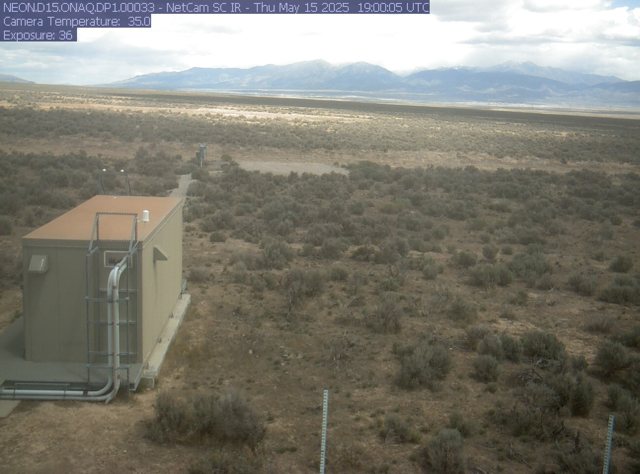 NEON.D15.ONAQ.DP1.00033 - NetCam SC IR - Thu May 15 2025  19:00:05 UTC
Camera Temperature:  35.0
Exposure: 36